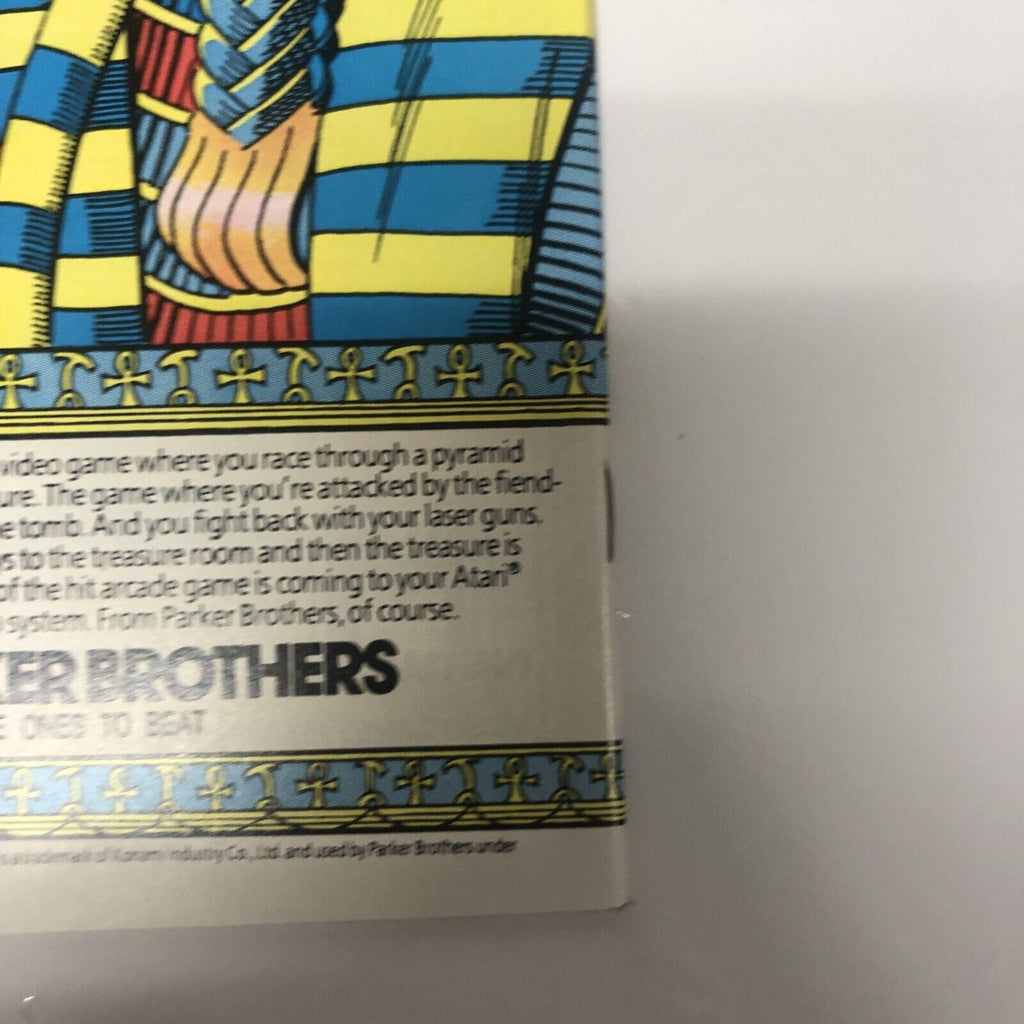 video game where you race through a pyramid
ure. The game where you're attacked by the fiend-
e tomb. And you fight back with your laser guns.
ys to the treasure room and then the treasure is
of the hit arcade game is coming to your Atari®
system. From Parker Brothers, of course.
KER BROTHERS
E ONES TO BEAT
s a trademark of Konami Industry Co., Ltd. and used by Parker Brothers under